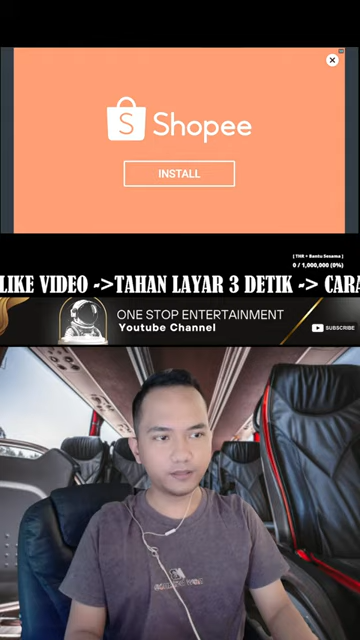 Shopee
INSTALL
[ THR + Bantu Sesama ]
0 / 1,000,000 (0%)
LIKE VIDEO ->TAHAN LAYAR 3 DETIK -> CARA
ONE STOP ENTERTAINMENT
Youtube Channel
SUBSCRIBE